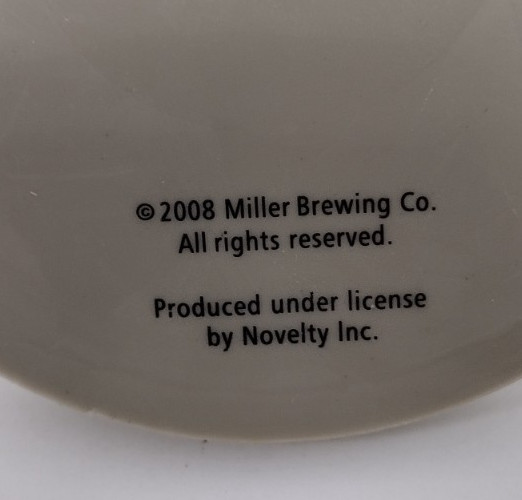 © 2008 Miller Brewing Co.
All rights reserved.
Produced under license
by Novelty Inc.